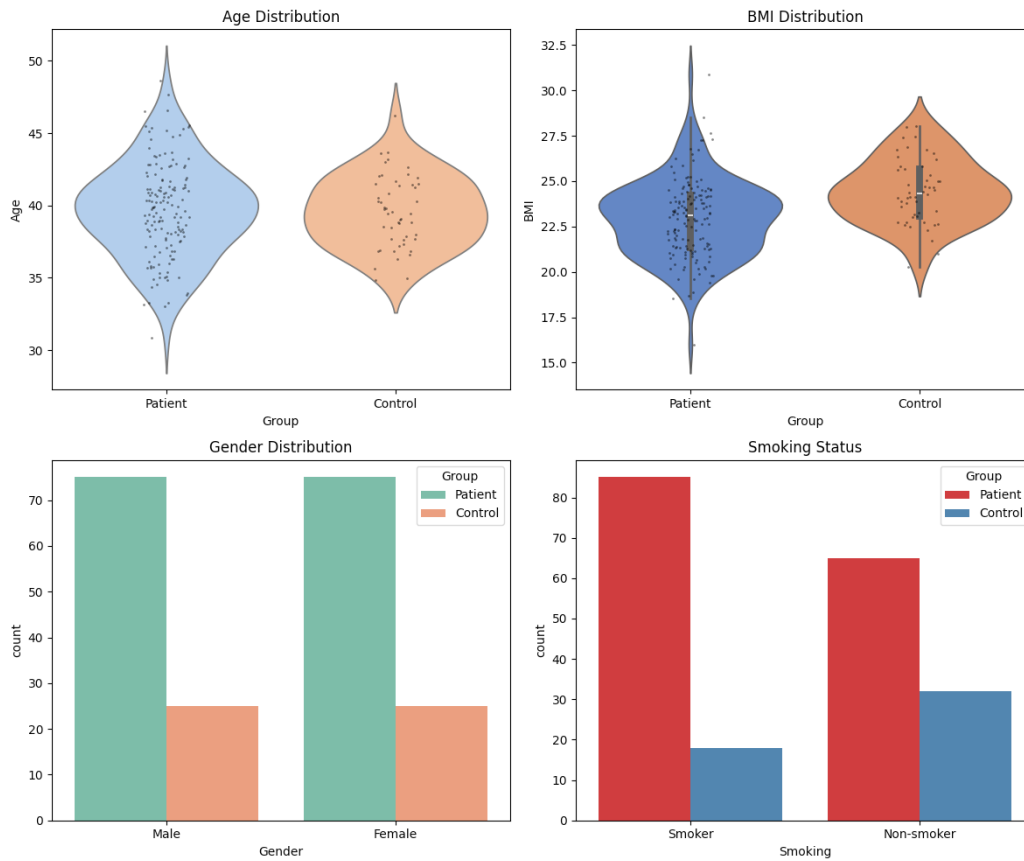 Age Distribution
Age
50
45
40
35
30
Patient
Control
Group
BMI Distribution
BMI
32.5
30.0
27.5
25.0
22.5
20.0
17.5
15.0
Patient
Control
Group
Gender Distribution
count
70
60
50
40
30
20
10
0
Group
Patient
Control
Male
Female
Gender
Smoking Status
count
80
70
60
50
40
30
20
10
0
Group
Patient
Control
Smoker
Non-smoker
Smoking